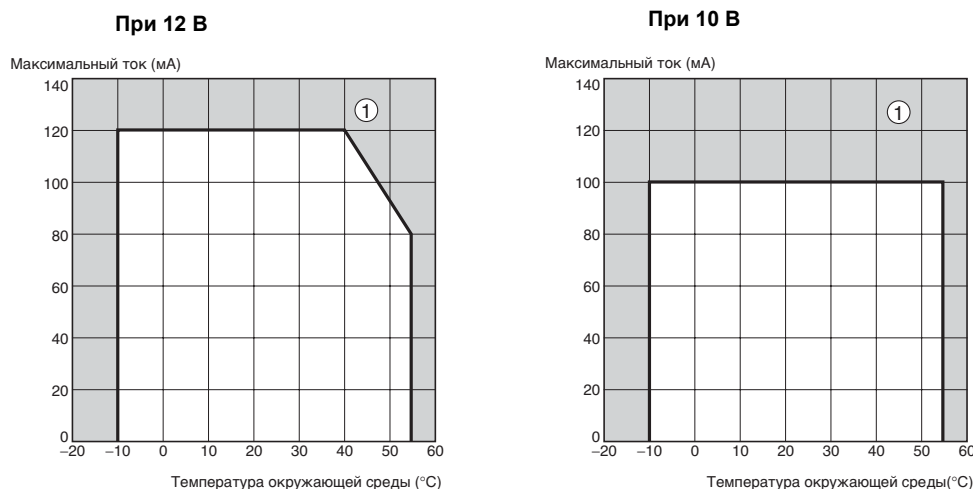 При 12 В
Максимальный ток (мА)
140
120
100
80
60
40
20
0
–20 –10 0 10 20 30 40 50 60
Температура окружающей среды (°C)
①
При 10 В
Максимальный ток (мА)
140
120
100
80
60
40
20
0
–20 –10 0 10 20 30 40 50 60
Температура окружающей среды(°C)
①